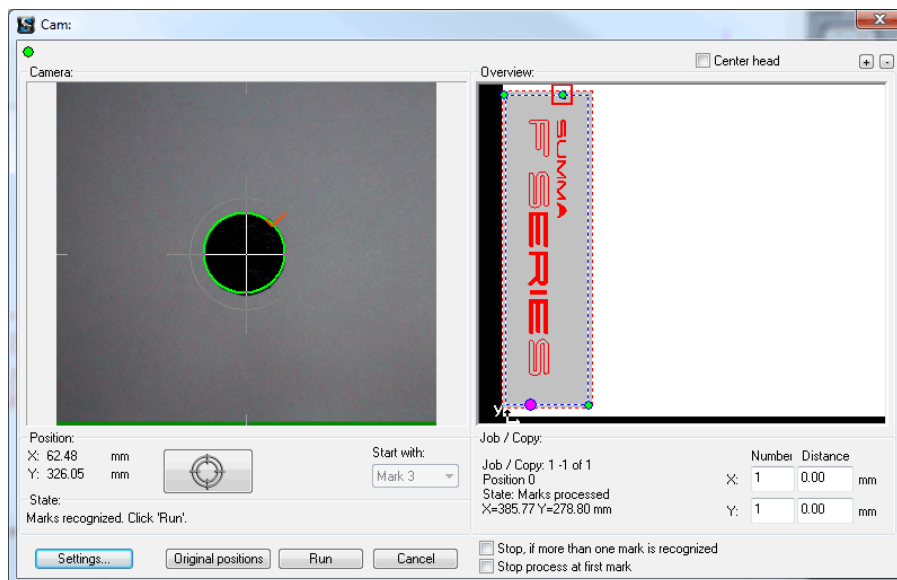 Cam:
Center head
+ -
Camera:
Overview:
SUMMA
F SERIES
Y
Position:
X: 62.48 mm
Y: 326.05 mm
Start with:
Mark 3
State:
Marks recognized. Click 'Run'.
Job / Copy:
Job / Copy: 1 -1 of 1
Position 0
State: Marks processed
X=385.77 Y=278.80 mm
Number Distance
X: 1 0.00 mm
Y: 1 0.00 mm
Settings...
Original positions
Run
Cancel
Stop, if more than one mark is recognized
Stop process at first mark